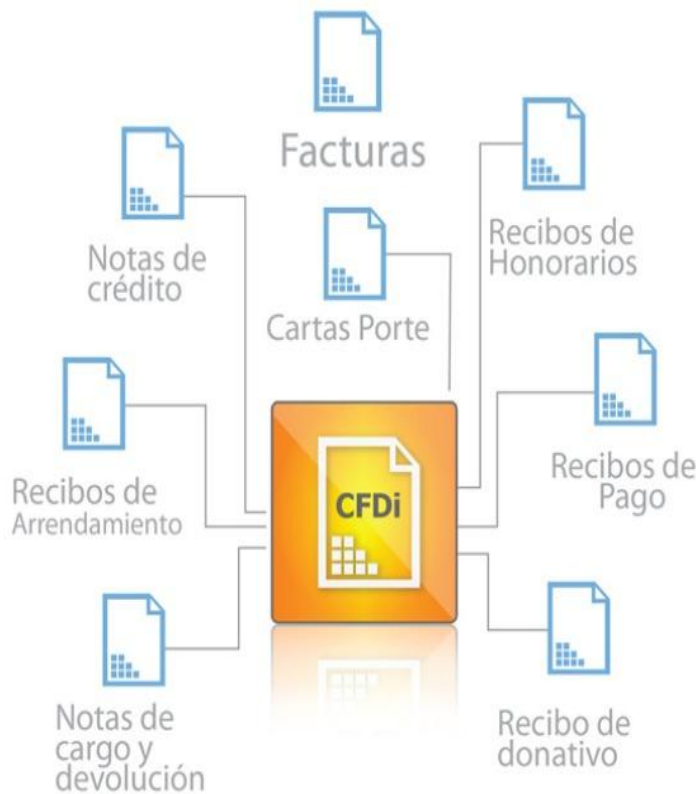 Facturas
Notas de
crédito
Recibos de
Honorarios
Cartas Porte
Recibos de
Arrendamiento
Recibos de
Pago
CFDi
Notas de
cargo y
devolución
Recibo de
donativo